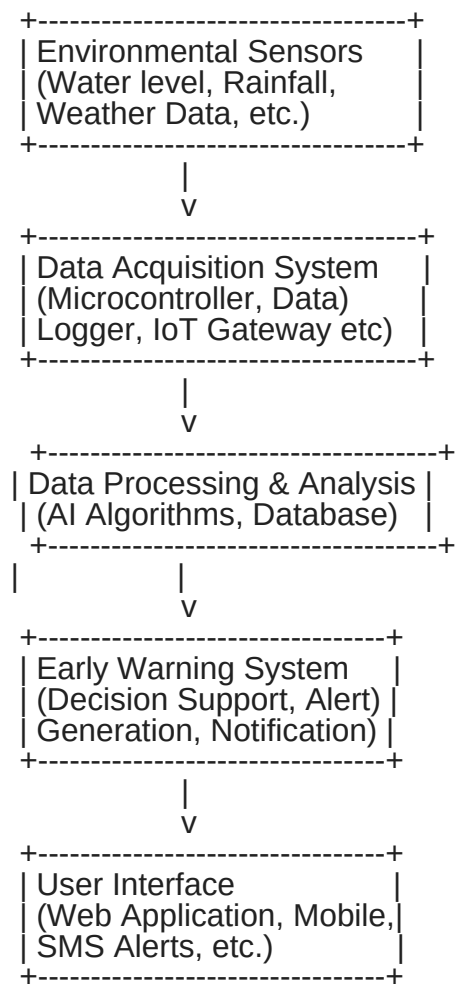 +-----------------------------------+
| Environmental Sensors |
| (Water level, Rainfall, |
| Weather Data, etc.) |
+-----------------------------------+
|
v
+------------------------------------+
| Data Acquisition System |
| (Microcontroller, Data) |
| Logger, IoT Gateway etc) |
+------------------------------------+
|
v
+-------------------------------------+
| Data Processing & Analysis |
| (AI Algorithms, Database) |
+-------------------------------------+
| |
v
+---------------------------------+
| Early Warning System |
| (Decision Support, Alert) |
| Generation, Notification) |
+---------------------------------+
|
v
+---------------------------------+
| User Interface |
| (Web Application, Mobile,|
| SMS Alerts, etc.) |
+---------------------------------+